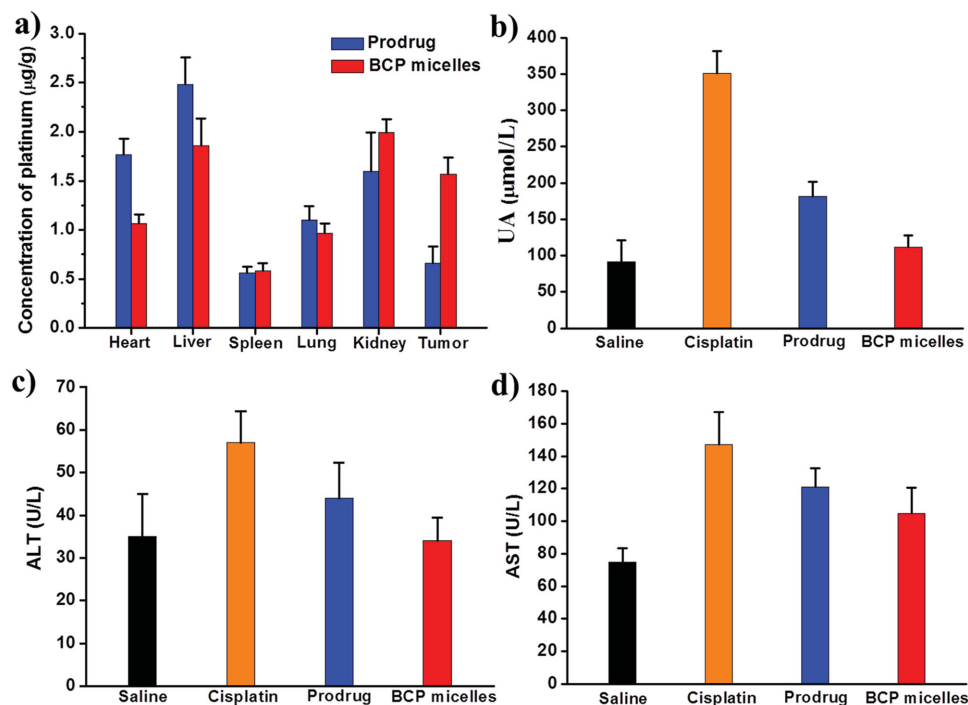 a)
Concentration of platinum (μg/g)
3.0
2.5
2.0
1.5
1.0
0.5
0.0
Prodrug
BCP micelles
Heart Liver Spleen Lung Kidney Tumor
b)
UA (μmol/L)
400
350
300
250
200
150
100
50
0
Saline Cisplatin Prodrug BCP micelles
c)
ALT (U/L)
70
60
50
40
30
20
10
0
Saline Cisplatin Prodrug BCP micelles
d)
AST (U/L)
180
160
140
120
100
80
60
40
20
0
Saline Cisplatin Prodrug BCP micelles